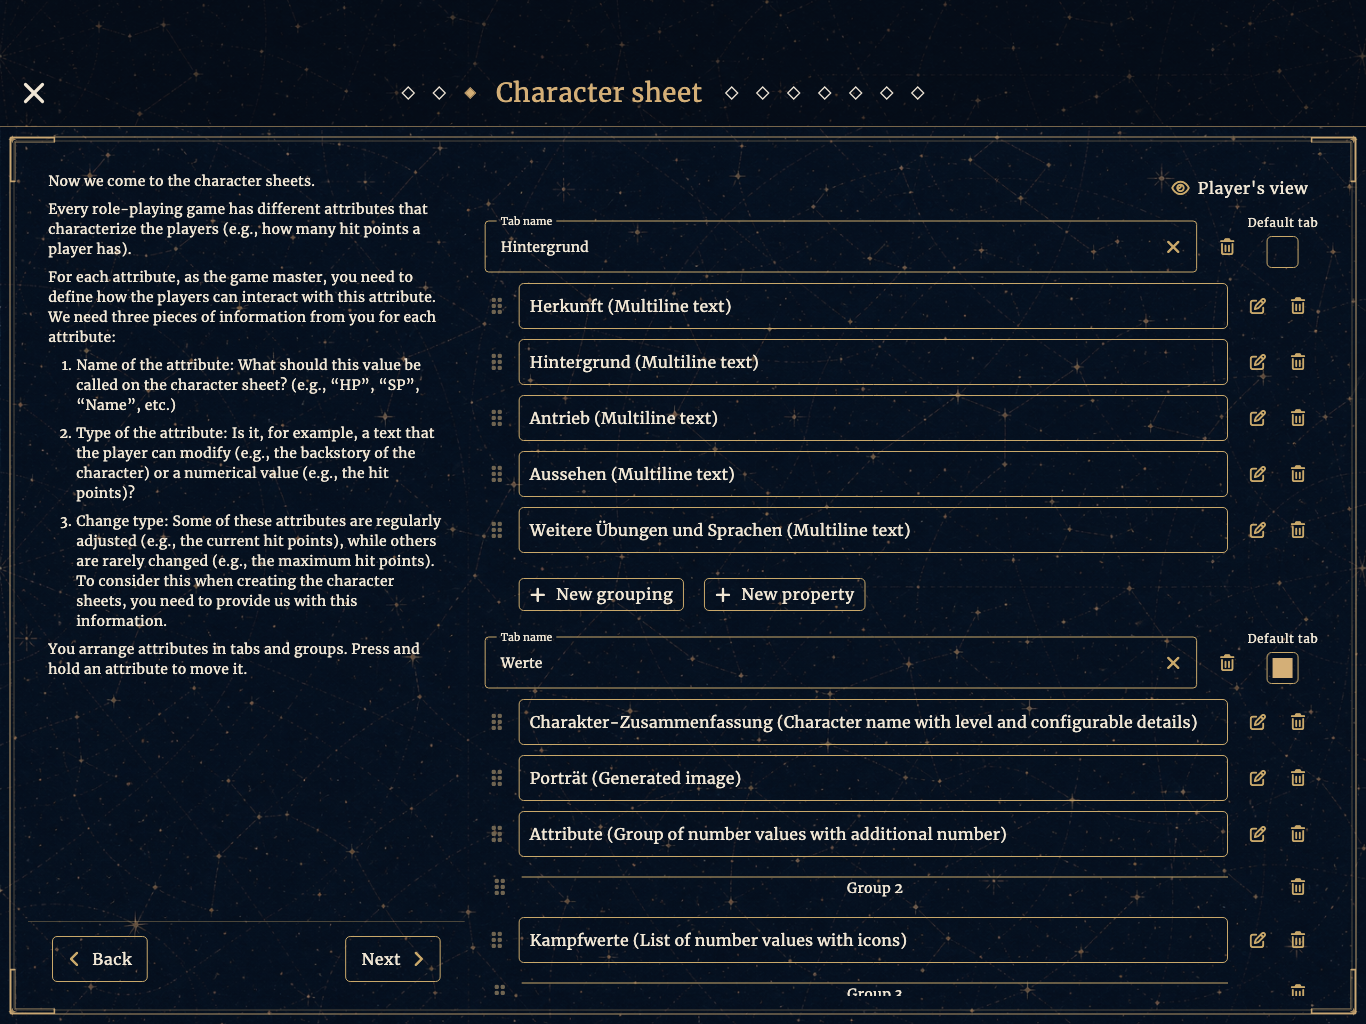 Character sheet
Now we come to the character sheets.
Every role-playing game has different attributes that
characterize the players (e.g., how many hit points a
player has).
For each attribute, as the game master, you need to
define how the players can interact with this attribute.
We need three pieces of information from you for each
attribute:
1. Name of the attribute: What should this value be
called on the character sheet? (e.g., “HP”, “SP”,
“Name”, etc.)
2. Type of the attribute: Is it, for example, a text that
the player can modify (e.g., the backstory of the
character) or a numerical value (e.g., the hit
points)?
3. Change type: Some of these attributes are regularly
adjusted (e.g., the current hit points), while others
are rarely changed (e.g., the maximum hit points).
To consider this when creating the character
sheets, you need to provide us with this
information.
You arrange attributes in tabs and groups. Press and
hold an attribute to move it.
Back
Next
Player's view
Tab name
Default tab
Hintergrund
Herkunft (Multiline text)
Hintergrund (Multiline text)
Antrieb (Multiline text)
Aussehen (Multiline text)
Weitere Übungen und Sprachen (Multiline text)
New grouping
New property
Tab name
Default tab
Werte
Charakter-Zusammenfassung (Character name with level and configurable details)
Porträt (Generated image)
Attribute (Group of number values with additional number)
Group 2
Kampfwerte (List of number values with icons)
Group 3